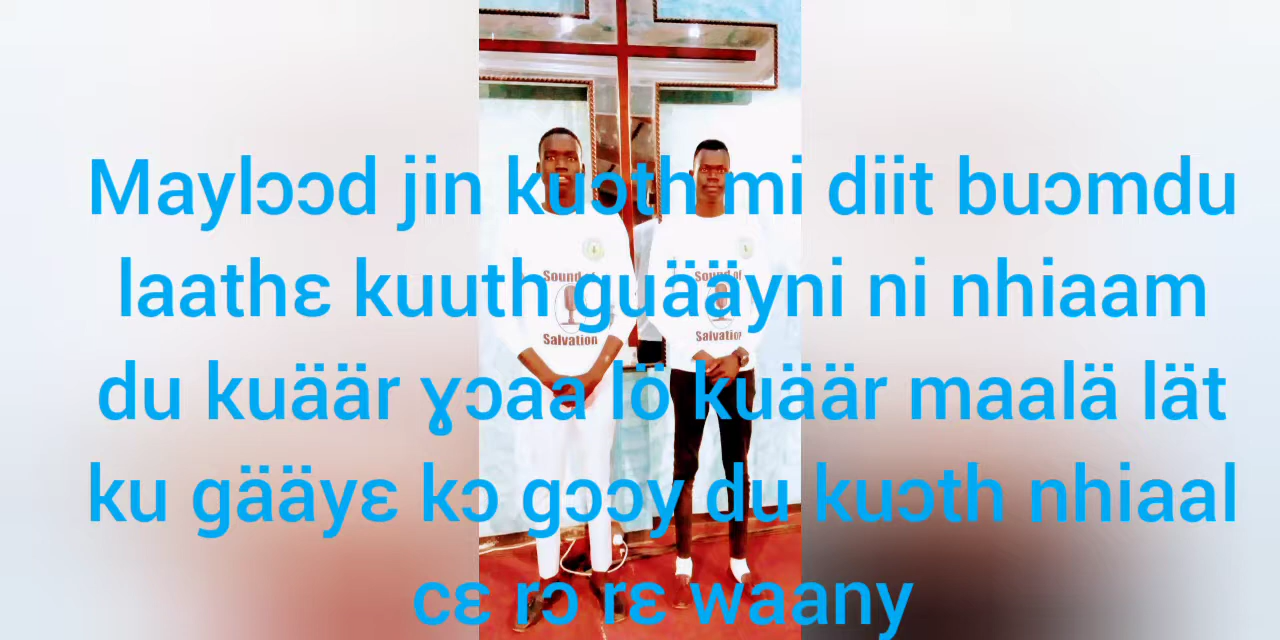 Maylɔɔd jin kuɔth mi diit buɔmdu
laathɛ kuuth guääyni ni nhiaam
du kuäär ɣɔaa lö kuäär maalä lät
ku gääyɛ kɔ gɔɔy du kuɔth nhiaal
cɛ rɔ rɛ waany
Sound of
Salvation
Sound of
Salvation